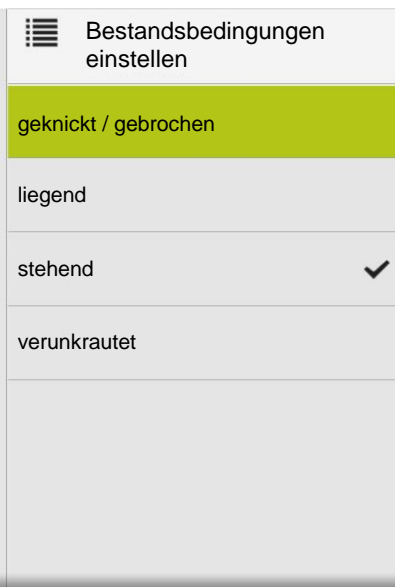 Bestandsbedingungen
einstellen
geknickt / gebrochen
liegend
stehend
verunkrautet